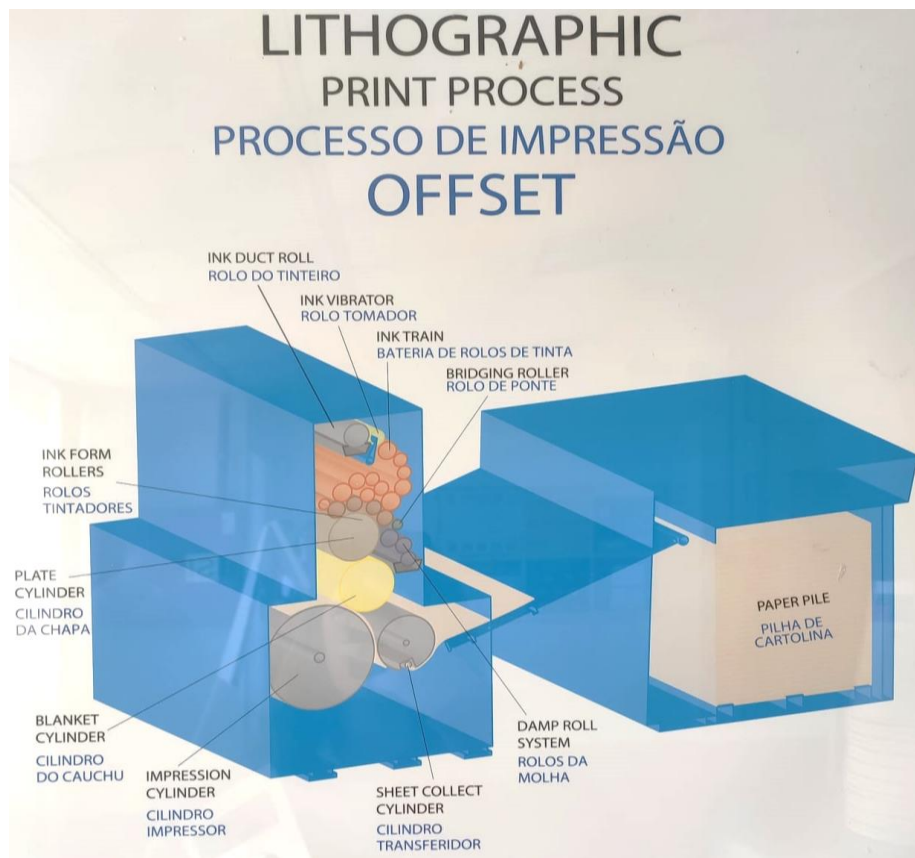 LITHOGRAPHIC
PRINT PROCESS
PROCESSO DE IMPRESSÃO
OFFSET
INK DUCT ROLL
ROLO DO TINTEIRO
INK VIBRATOR
ROLO TOMADOR
INK TRAIN
BATERIA DE ROLOS DE TINTA
BRIDGING ROLLER
ROLO DE PONTE
INK FORM
ROLLERS
ROLOS
TINTADORES
PLATE
CYLINDER
CILINDRO
DA CHAPA
PAPER PILE
PILHA DE
CARTOLINA
BLANKET
CYLINDER
CILINDRO
DO CAUCHU
IMPRESSION
CYLINDER
CILINDRO
IMPRESSOR
SHEET COLLECT
CYLINDER
CILINDRO
TRANSFERIDOR
DAMP ROLL
SYSTEM
ROLOS DA
MOLHA